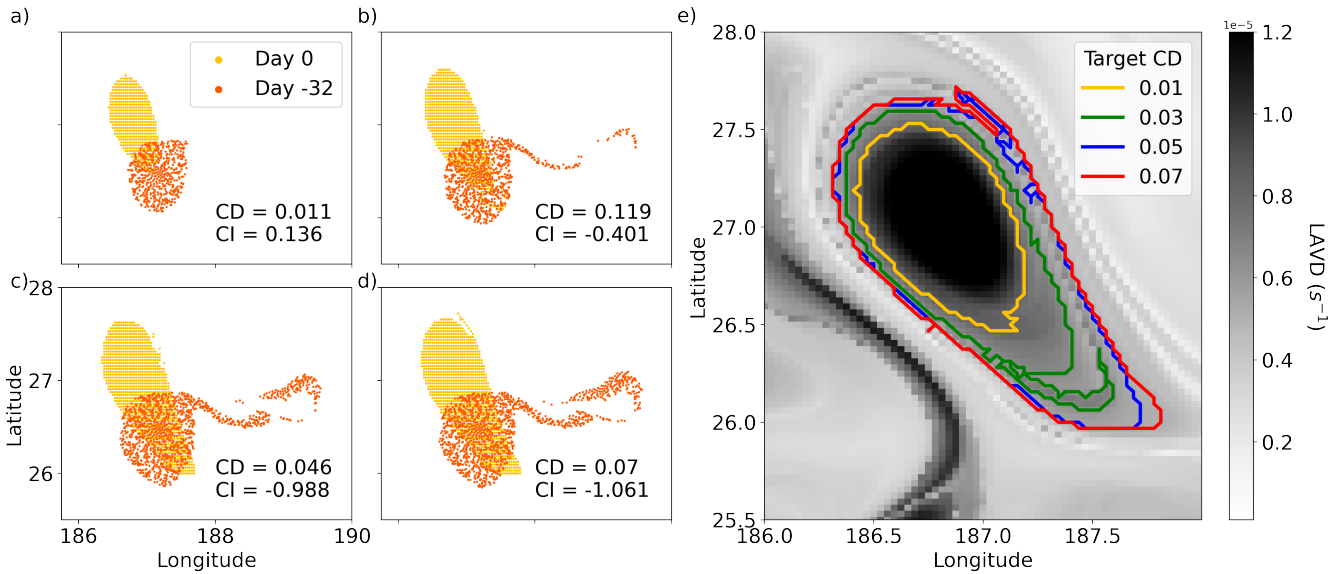 a)
Day 0
Day -32
CD = 0.011
CI = 0.136
b)
CD = 0.119
CI = -0.401
c)
28
27
26
Latitude
186
188
190
Longitude
CD = 0.046
CI = -0.988
d)
CD = 0.07
CI = -1.061
e)
28.0
27.5
27.0
26.5
26.0
25.5
Latitude
186.0
186.5
187.0
187.5
Longitude
Target CD
0.01
0.03
0.05
0.07
1e-5
1.2
1.0
0.8
0.6
0.4
0.2
LAVD (s⁻¹)